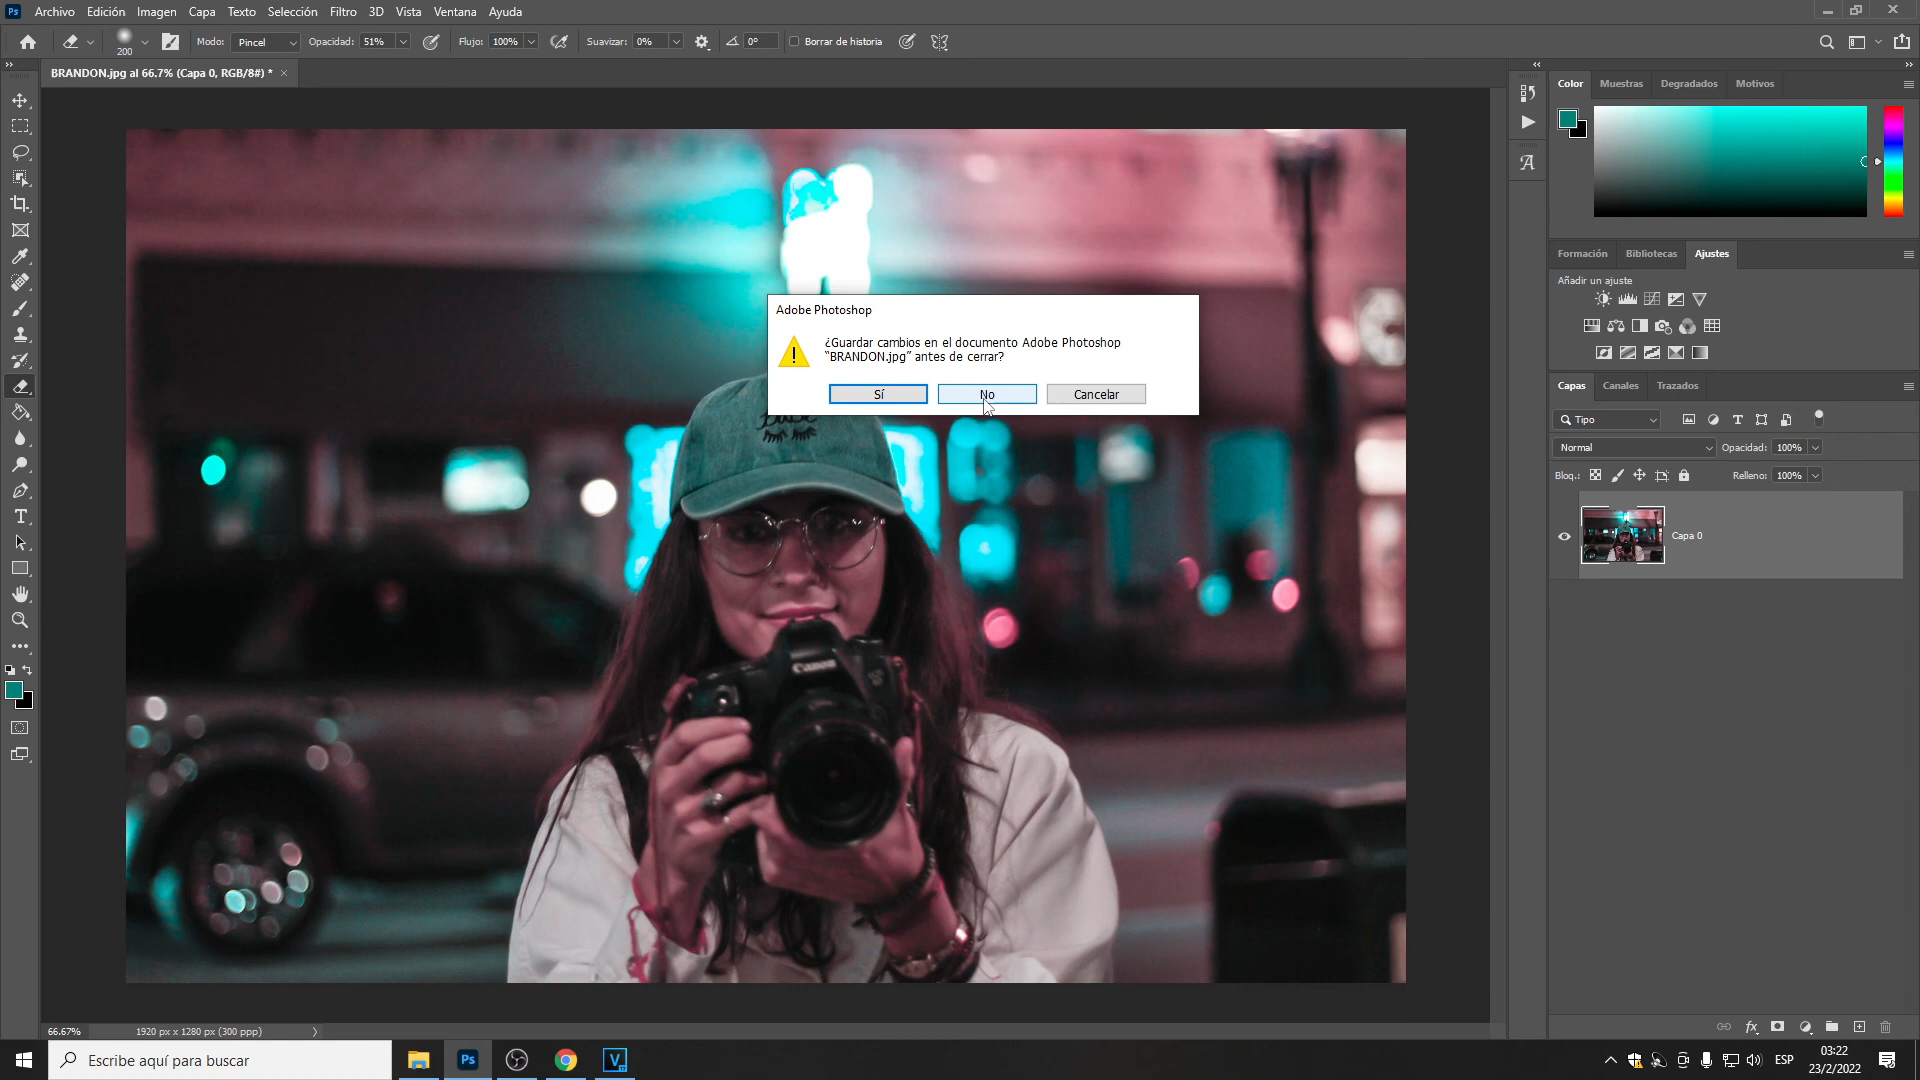 Ps Archivo Edición Imagen Capa Texto Selección Filtro 3D Vista Ventana Ayuda
200 Modo: Pincel Opacidad: 51% Flujo: 100% Suavizar: 0% 0° Borrar de historia
BRANDON.jpg al 66.7% (Capa 0, RGB/8#) *
Color Muestras Degradados Motivos
Formación Bibliotecas Ajustes
Añadir un ajuste
Adobe Photoshop
¿Guardar cambios en el documento Adobe Photoshop
"BRANDON.jpg" antes de cerrar?
Sí No Cancelar
Capas Canales Trazados
Tipo
Normal Opacidad: 100%
Bloq.: Relleno: 100%
Capa 0
Canon
66.67% 1920 px x 1280 px (300 ppp)
Escribe aquí para buscar
Ps
V
ESP
03:22
23/2/2022